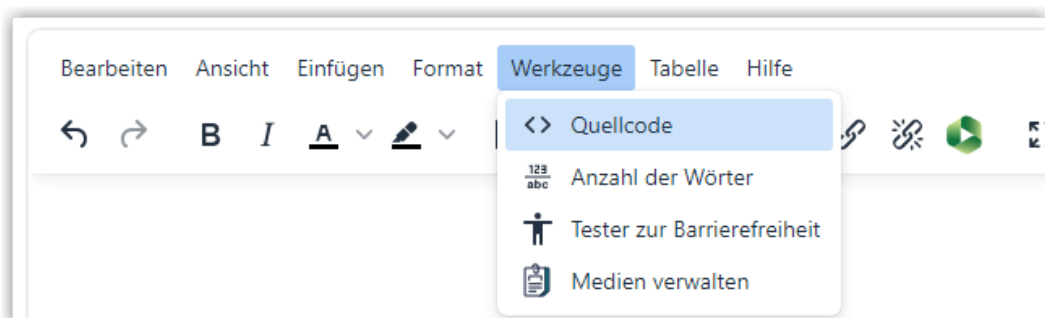 Bearbeiten Ansicht Einfügen Format Werkzeuge Tabelle Hilfe
B I A
Quellcode
123
abc
Anzahl der Wörter
Tester zur Barrierefreiheit
Medien verwalten